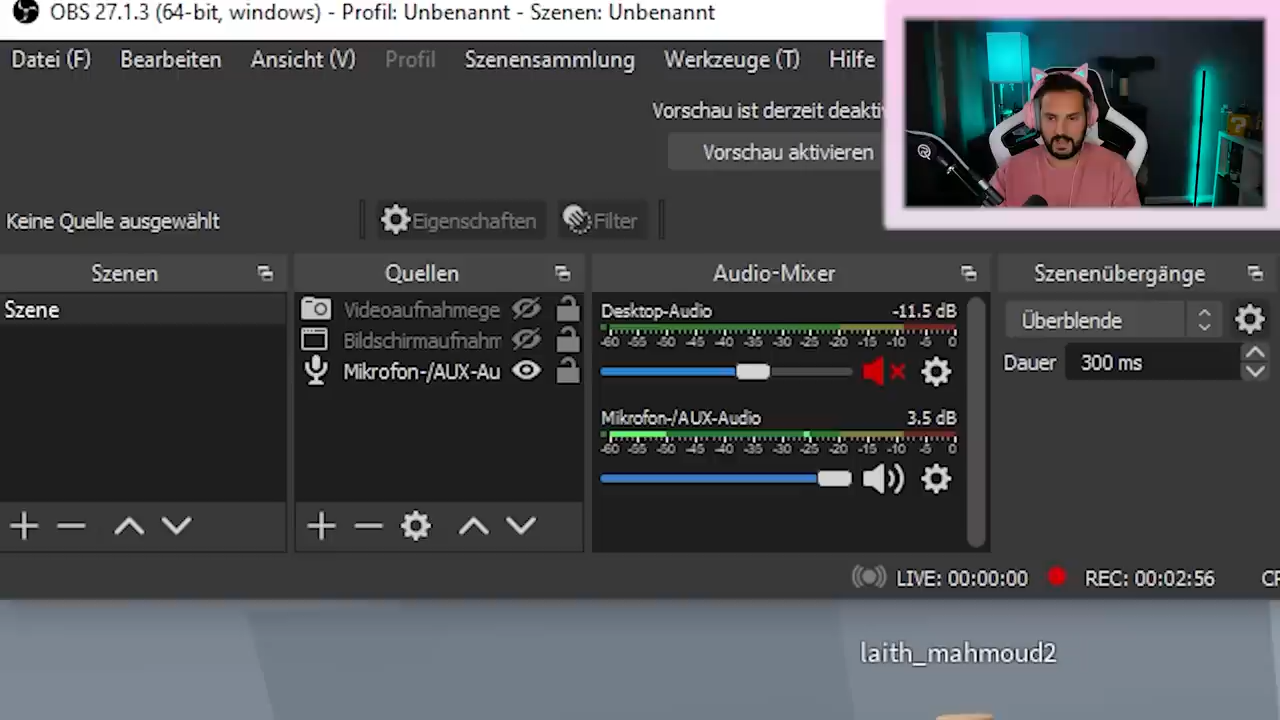 OBS 27.1.3 (64-bit, windows) - Profil: Unbenannt - Szenen: Unbenannt
Datei (F) Bearbeiten Ansicht (V) Profil Szenensammlung Werkzeuge (T) Hilfe
Vorschau ist derzeit deaktiv
Vorschau aktivieren
Keine Quelle ausgewählt
Eigenschaften
Filter
Szenen
Szene
Quellen
Videoaufnahmege
Bildschirmaufnahm
Mikrofon-/AUX-Au
Audio-Mixer
Desktop-Audio -11.5 dB
-60 -55 -50 -45 -40 -35 -30 -25 -20 -15 -10 -5 0
Mikrofon-/AUX-Audio 3.5 dB
-60 -55 -50 -45 -40 -35 -30 -25 -20 -15 -10 -5 0
Szenenübergänge
Überblende
Dauer 300 ms
LIVE: 00:00:00 REC: 00:02:56 CP
laith_mahmoud2